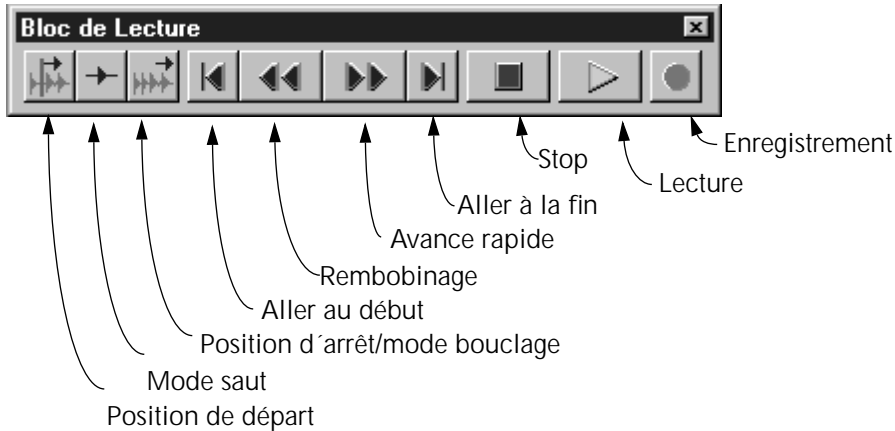 Bloc de Lecture
Enregistrement
Stop
Lecture
Aller à la fin
Avance rapide
Rembobinage
Aller au début
Position d´arrêt/mode bouclage
Mode saut
Position de départ